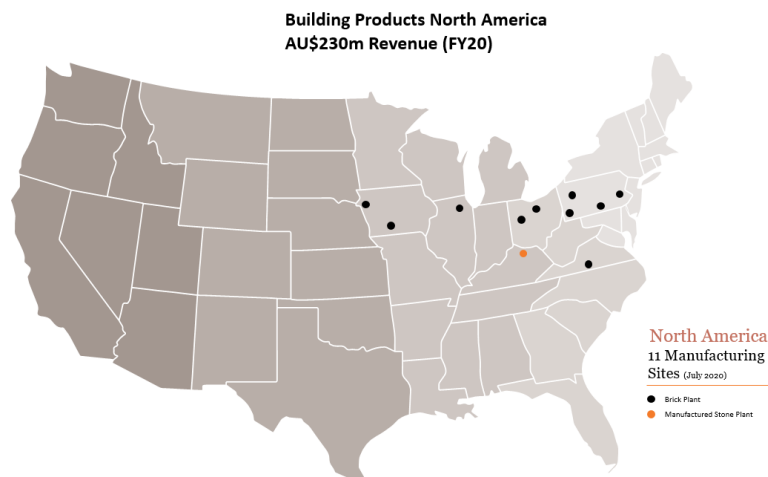 Building Products North America
AU$230m Revenue (FY20)
North America
11 Manufacturing
Sites (July 2020)
Brick Plant
Manufactured Stone Plant